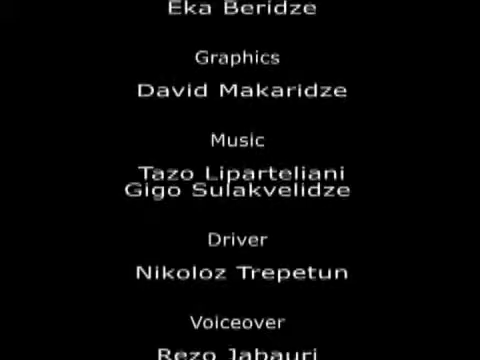 Eka Beridze
Graphics
David Makaridze
Music
Tazo Liparteliani
Gigo Sulakvelidze
Driver
Nikoloz Trepetun
Voiceover
Rezo Jabauri